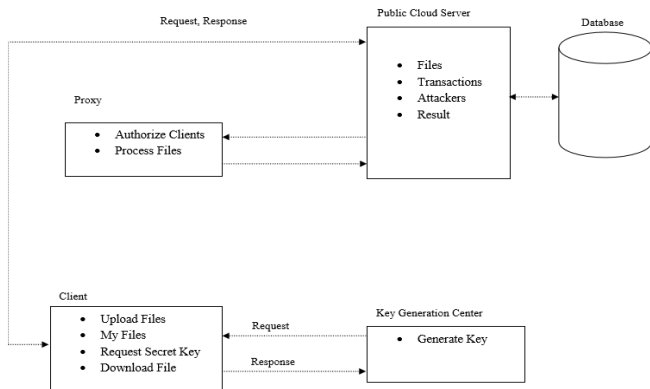 Public Cloud Server
Request, Response
Database
• Files
• Transactions
• Attackers
• Result
Proxy
• Authorize Clients
• Process Files
Client
• Upload Files
• My Files
• Request Secret Key
• Download File
Request
Response
Key Generation Center
• Generate Key